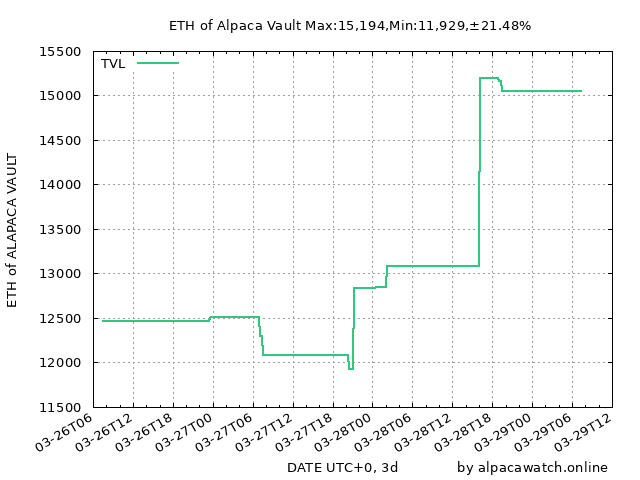 ETH of Alpaca Vault Max:15,194,Min:11,929,±21.48%
TVL
ETH of ALAPACA VAULT
15500
15000
14500
14000
13500
13000
12500
12000
11500
03-26T06
03-26T12
03-26T18
03-27T00
03-27T06
03-27T12
03-27T18
03-28T00
03-28T06
03-28T12
03-28T18
03-29T00
03-29T06
03-29T12
DATE UTC+0, 3d
by alpacawatch.online